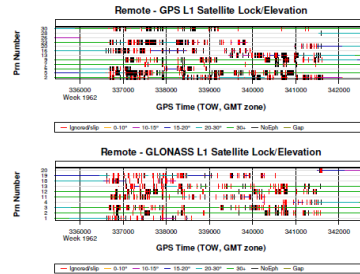 Remote - GPS L1 Satellite Lock/Elevation
Prn Number
336000 337000 338000 339000 340000 341000 342000
Week 1962
GPS Time (TOW, GMT zone)
Ignored/slip 0-10° 10-15° 15-20° 20-30° 30+ NoEph Gap
Remote - GLONASS L1 Satellite Lock/Elevation
Prn Number
336000 337000 338000 339000 340000 341000 342000
Week 1962
GPS Time (TOW, GMT zone)
Ignored/slip 0-10° 10-15° 15-20° 20-30° 30+ NoEph Gap